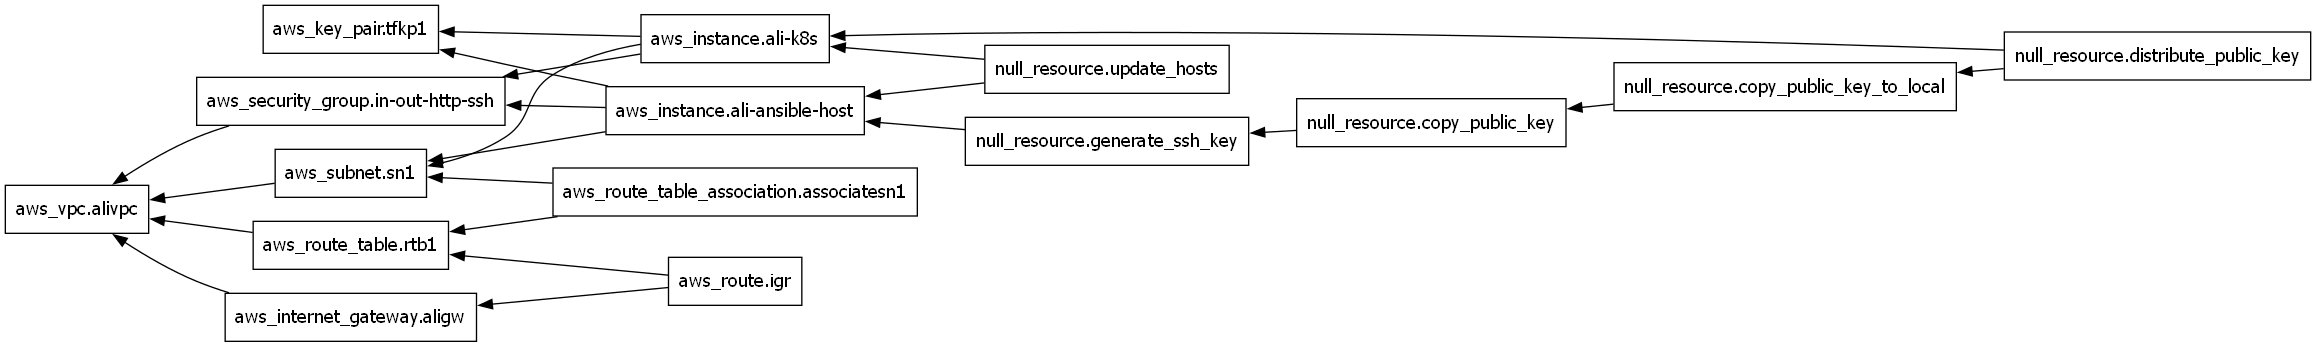 aws_key_pair.tfkp1
aws_instance.ali-k8s
null_resource.distribute_public_key
null_resource.update_hosts
null_resource.copy_public_key_to_local
aws_security_group.in-out-http-ssh
aws_instance.ali-ansible-host
null_resource.copy_public_key
null_resource.generate_ssh_key
aws_subnet.sn1
aws_route_table_association.associatesn1
aws_vpc.alivpc
aws_route_table.rtb1
aws_route.igr
aws_internet_gateway.aligw